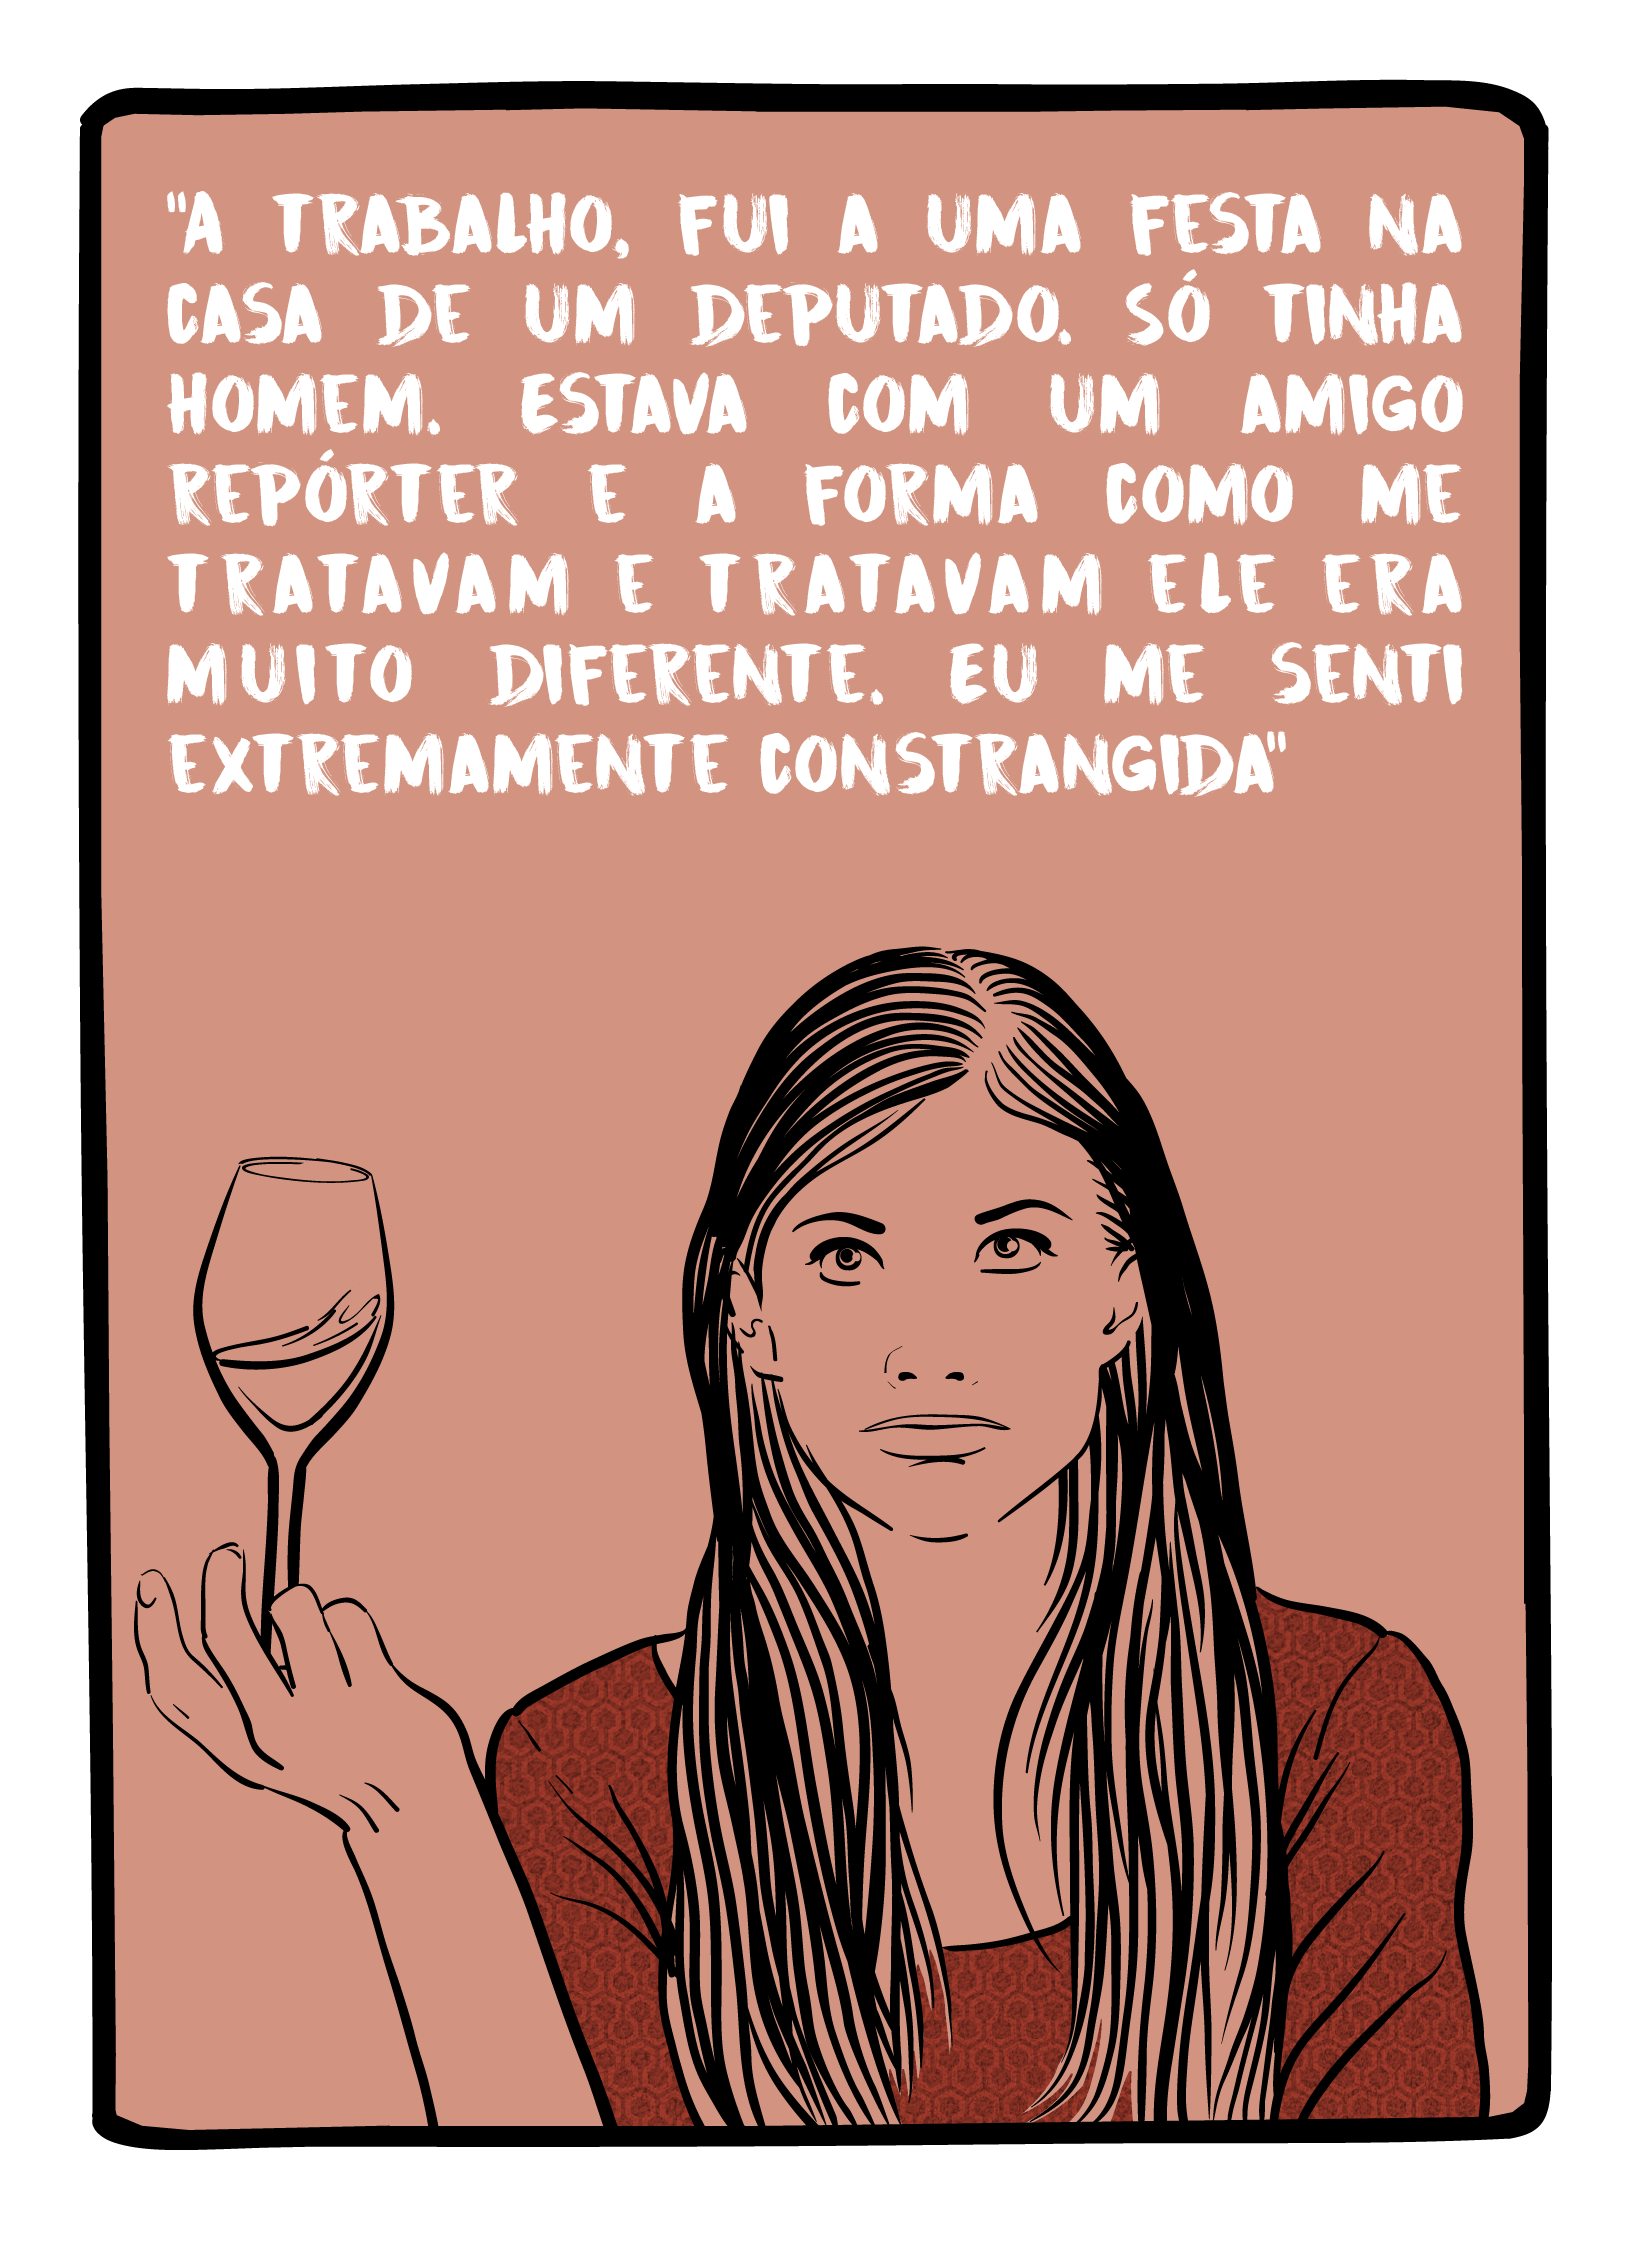 "A TRABALHO, FUI A UMA FESTA NA
CASA DE UM DEPUTADO. SÓ TINHA
HOMEM. ESTAVA COM UM AMIGO
REPÓRTER E A FORMA COMO ME
TRATAVAM E TRATAVAM ELE ERA
MUITO DIFERENTE. EU ME SENTI
EXTREMAMENTE CONSTRANGIDA"